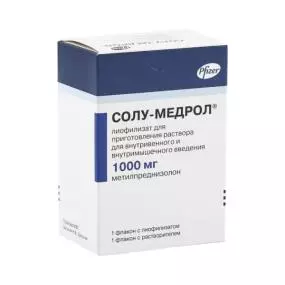 Pfizer
СОЛУ-МЕДРОЛ®
лиофилизат для
приготовления раствора
для внутривенного и
внутримышечного введения
1000 мг
метилпреднизолон
1 флакон с лиофилизатом
1 флакон с растворителем